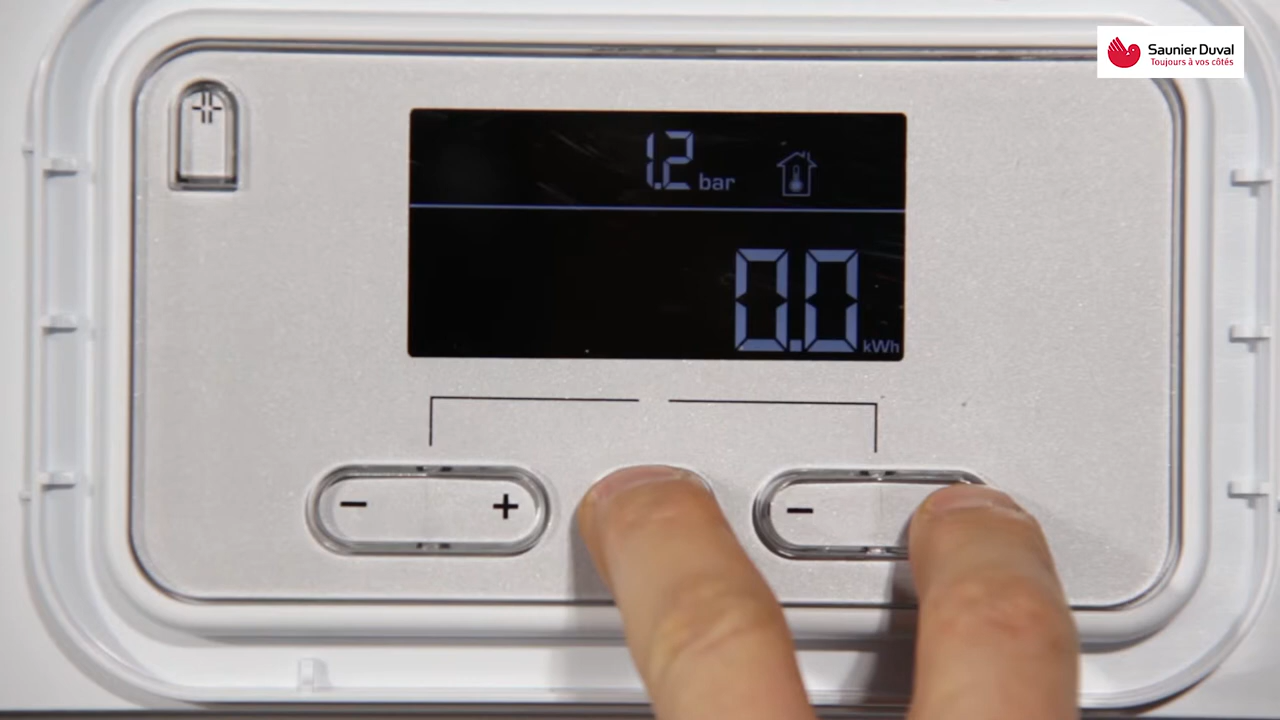 Saunier Duval
Toujours à vos côtés
1.2 bar
0.0 kWh
- +
-